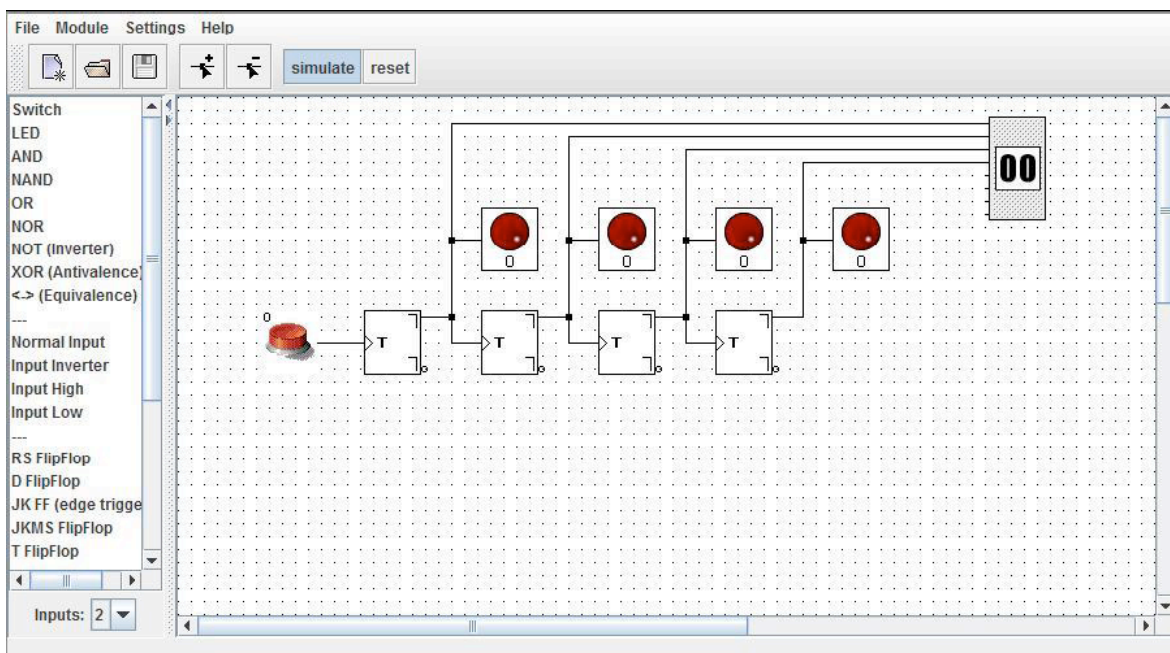 File Module Settings Help
simulate reset
Switch
LED
AND
NAND
OR
NOR
NOT (Inverter)
XOR (Antivalence)
<-> (Equivalence)
---
Normal Input
Input Inverter
Input High
Input Low
---
RS FlipFlop
D FlipFlop
JK FF (edge trigge
JKMS FlipFlop
T FlipFlop
Inputs: 2
00
0 0 0 0
0
T T T T